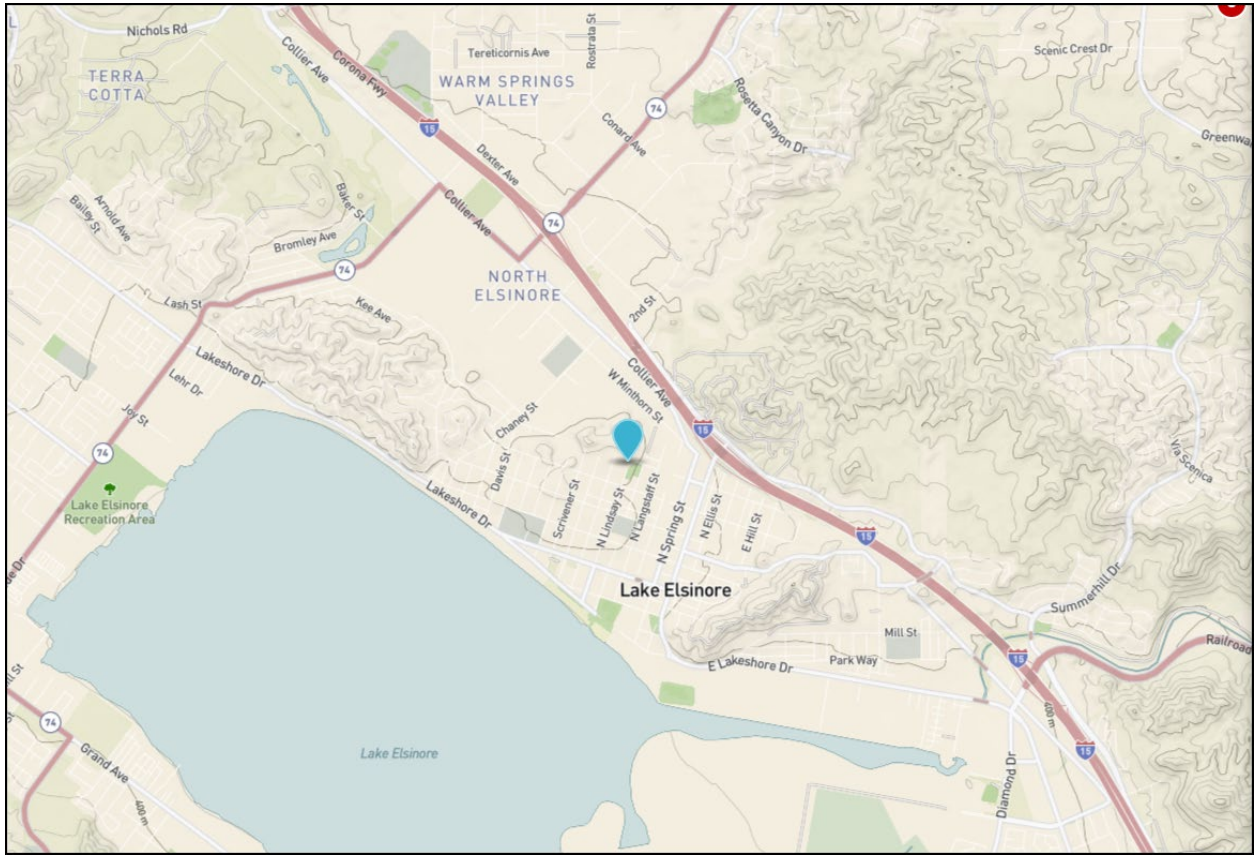 Nichols Rd
Collier Ave
Corona Fwy
Tereticornis Ave
Rostrata St
Scenic Crest Dr
TERRA
COTTA
WARM SPRINGS
VALLEY
74
Rosetta Canyon Dr
Conard Ave
15
Dexter Ave
Arnold Ave
Bailey St
Baker St
Collier Ave
74
Bromley Ave
74
NORTH
ELSINORE
Lash St
Kee Ave
2nd St
Lakeshore Dr
Lehr Dr
Collier Ave
W Minthorn St
Joy St
Chaney St
15
Via Scenica
74
Davis St
Lake Elsinore
Recreation Area
Lakeshore Dr
Scrivener St
N Lindsay St
N Langstaff St
N Spring St
N Ellis St
E Hill St
15
Lake Elsinore
Summerhill Dr
Mill St
Railroad
E Lakeshore Dr
Park Way
15
74
400 m
Grand Ave
Lake Elsinore
15
Diamond Dr
400 m